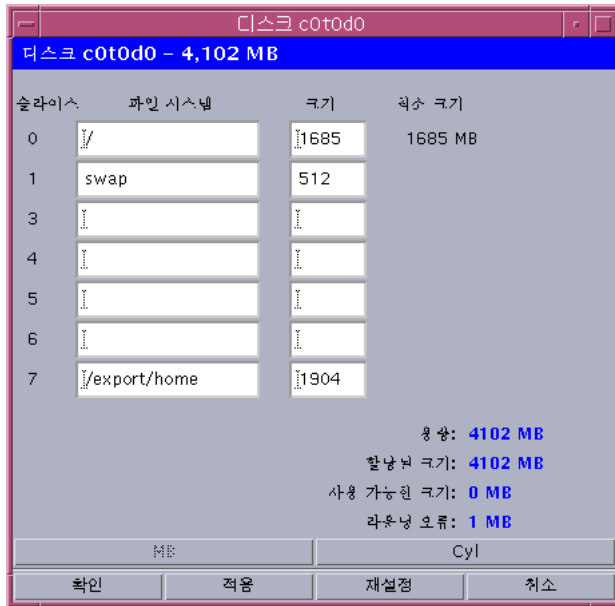 디스크 c0t0d0
디스크 c0t0d0 – 4,102 MB
슬라이스 파일 시스템 크기 최소 크기
0 / 1685 1685 MB
1 swap 512
3
4
5
6
7 /export/home 1904
용량: 4102 MB
할당된 크기: 4102 MB
사용 가능한 크기: 0 MB
라운딩 오류: 1 MB
MB Cyl
확인 적용 재설정 취소